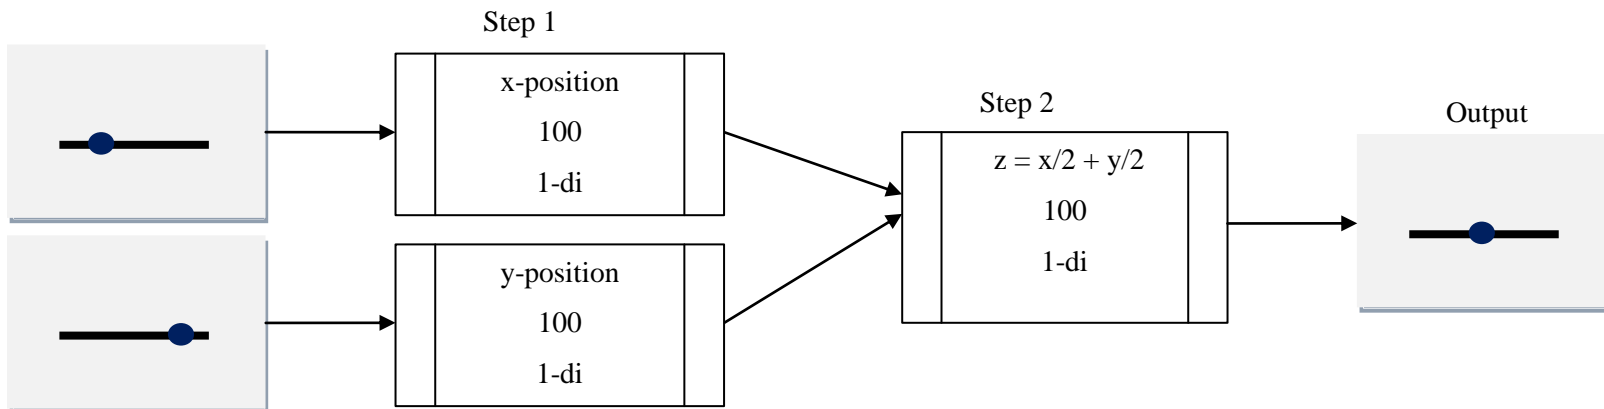 Step 1
x-position
100
1-di
y-position
100
1-di
Step 2
z = x/2 + y/2
100
1-di
Output